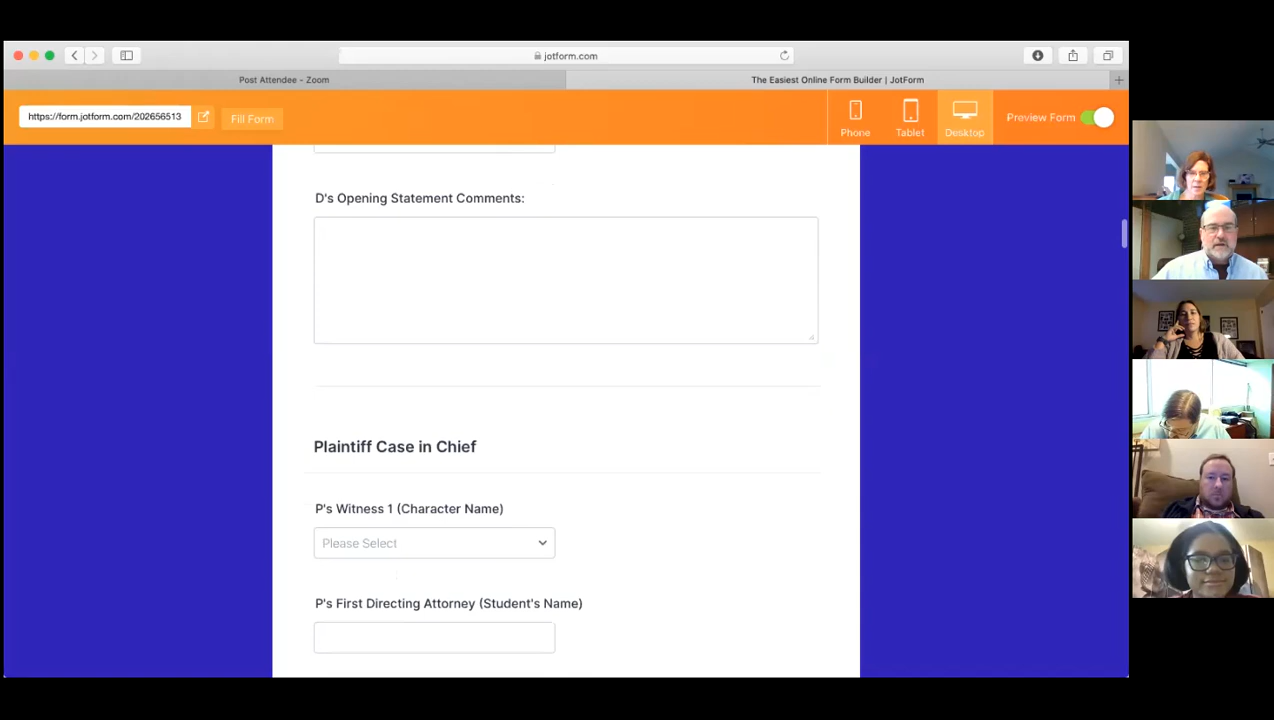 jotform.com
Post Attendee - Zoom
The Easiest Online Form Builder | JotForm
https://form.jotform.com/202656513
Fill Form
Phone
Tablet
Desktop
Preview Form
D's Opening Statement Comments:
Plaintiff Case in Chief
P's Witness 1 (Character Name)
Please Select
P's First Directing Attorney (Student's Name)